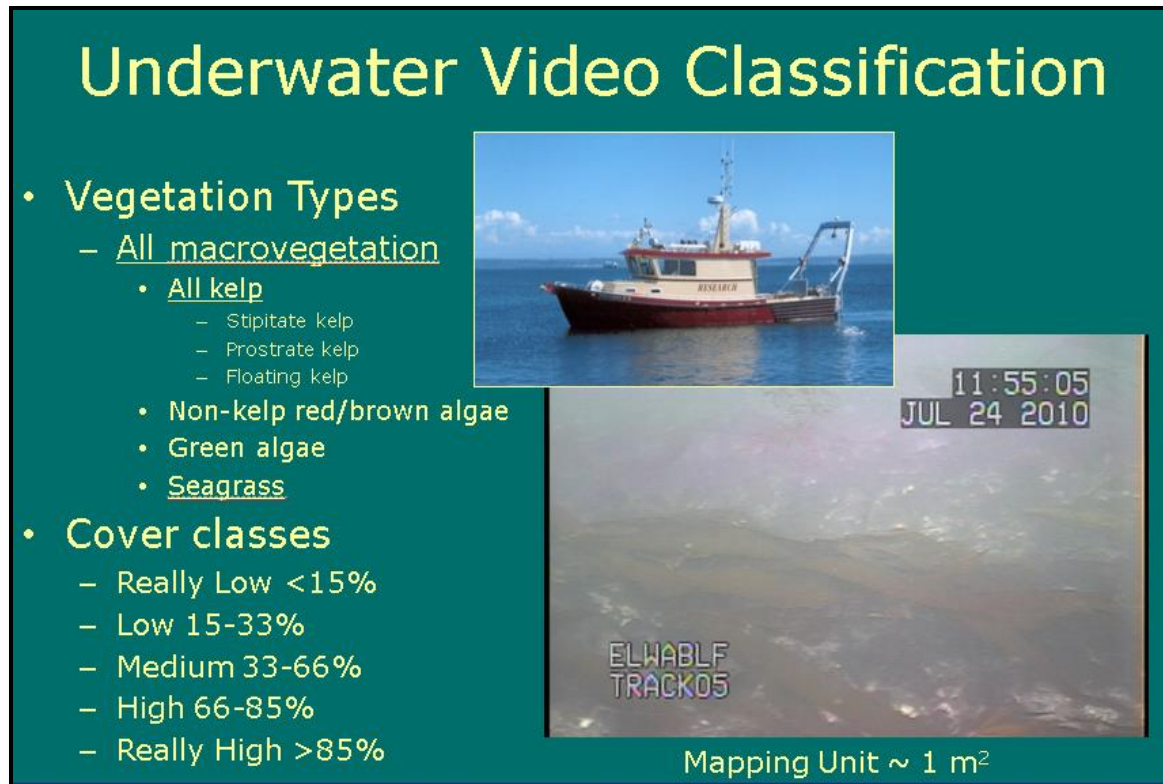 Underwater Video Classification
• Vegetation Types
– All macrovegetation
• All kelp
– Stipitate kelp
– Prostrate kelp
– Floating kelp
• Non-kelp red/brown algae
• Green algae
• Seagrass
• Cover classes
– Really Low <15%
– Low 15-33%
– Medium 33-66%
– High 66-85%
– Really High >85%
RESEARCH
11:55:05
JUL 24 2010
ELWABLF
TRACK05
Mapping Unit ~ 1 m²